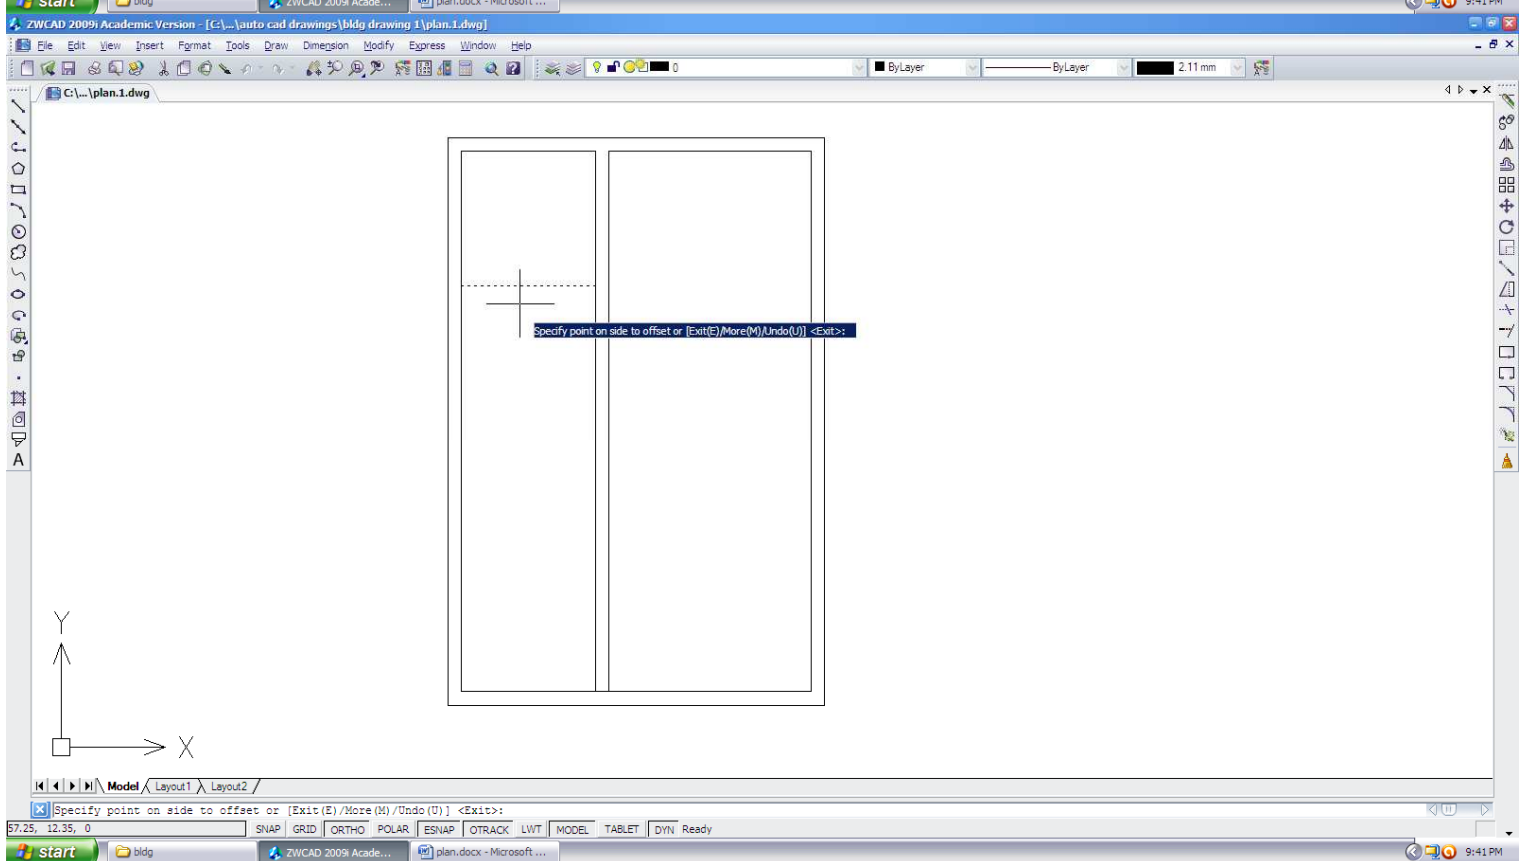 start bldg ZWCAD 2009i Acade... plan.docx - Microsoft ... 9:41 PM
ZWCAD 2009i Academic Version - [C:\...\auto cad drawings\bldg drawing 1\plan.1.dwg]
File Edit View Insert Format Tools Draw Dimension Modify Express Window Help
0 ByLayer ByLayer 2.11 mm
C:\...\plan.1.dwg
A
Specify point on side to offset or [Exit(E)/More(M)/Undo(U)] <Exit>:
Y
X
Model Layout1 Layout2
Specify point on side to offset or [Exit(E)/More(M)/Undo(U)] <Exit>:
57.25, 12.35, 0 SNAP GRID ORTHO POLAR ESNAP OTRACK LWT MODEL TABLET DYN Ready
start bldg ZWCAD 2009i Acade... plan.docx - Microsoft ... 9:41 PM